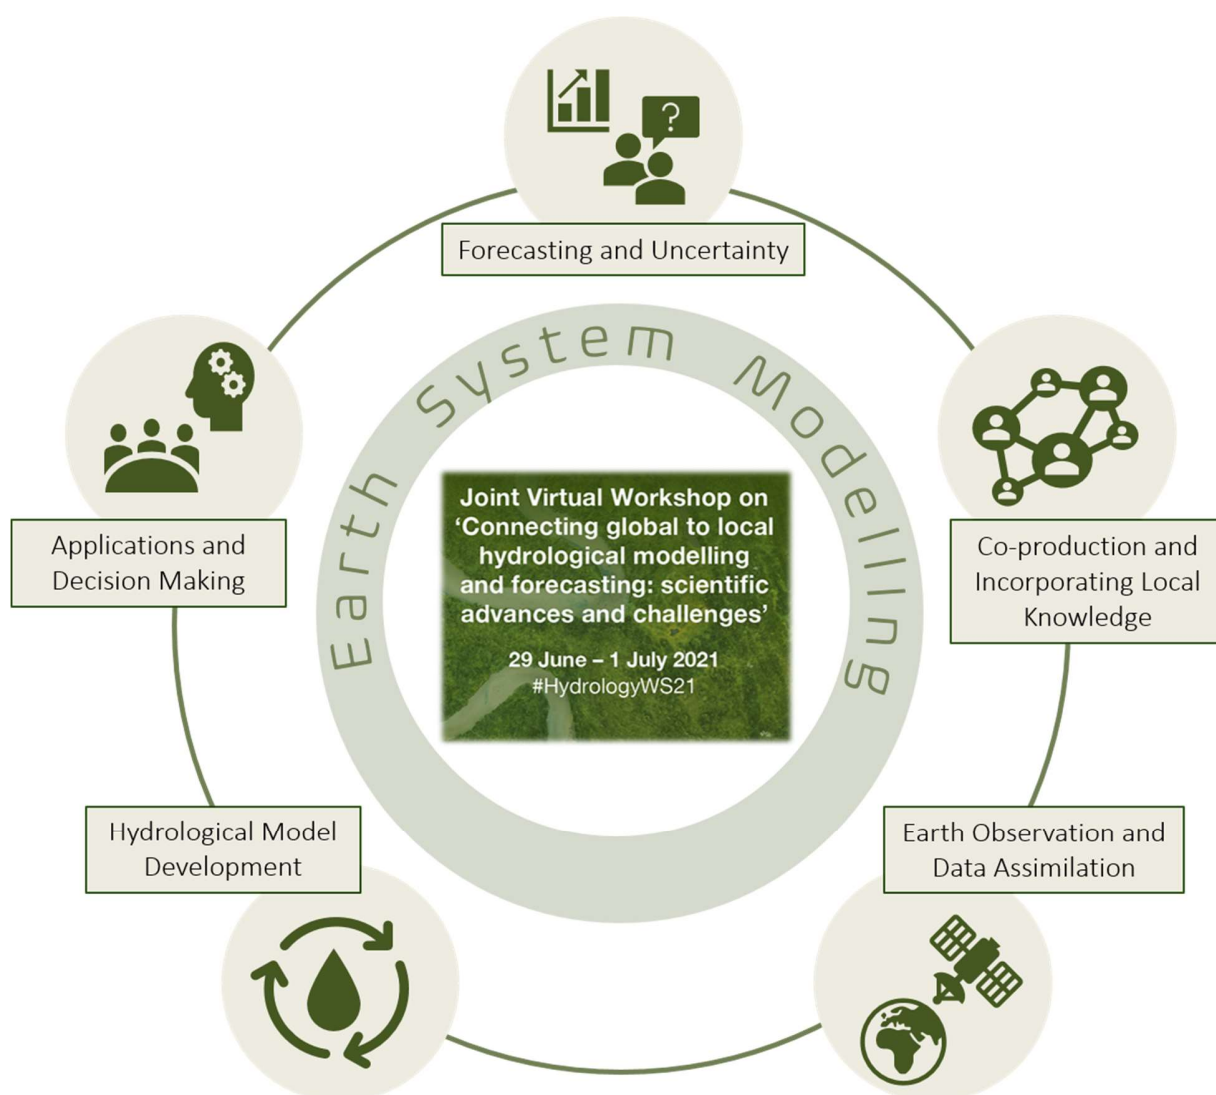 ?
Forecasting and Uncertainty
Earth System Modelling
Applications and
Decision Making
Co-production and
Incorporating Local
Knowledge
Joint Virtual Workshop on
‘Connecting global to local
hydrological modelling
and forecasting: scientific
advances and challenges’
29 June – 1 July 2021
#HydrologyWS21
Hydrological Model
Development
Earth Observation and
Data Assimilation